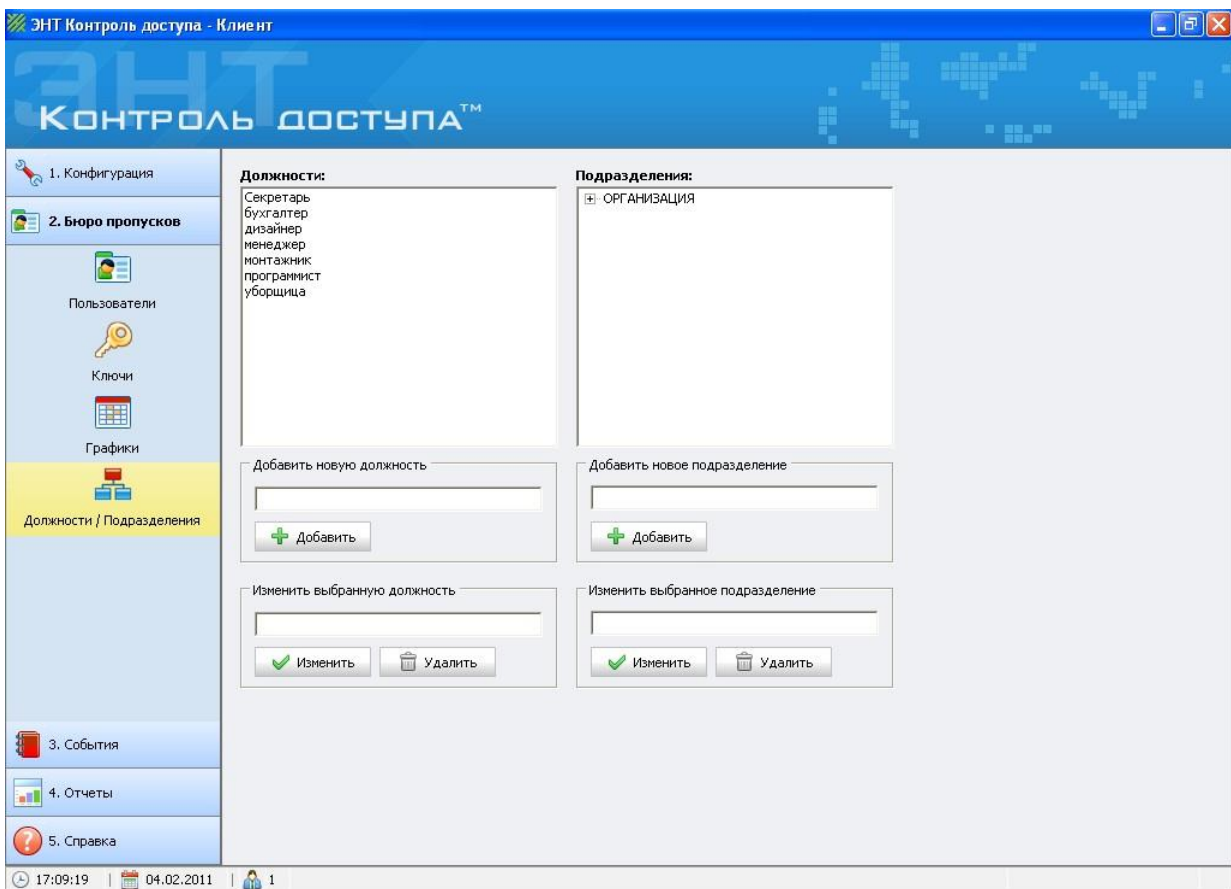 ЭНТ Контроль доступа - Клиент
ЭНТ
КОНТРОЛЬ ДОСТУПА™
1. Конфигурация
2. Бюро пропусков
Пользователи
Ключи
Графики
Должности / Подразделения
3. События
4. Отчеты
5. Справка
Должности:
Секретарь
бухгалтер
дизайнер
менеджер
монтажник
программист
уборщица
Подразделения:
ОРГАНИЗАЦИЯ
Добавить новую должность
Добавить
Добавить новое подразделение
Добавить
Изменить выбранную должность
Изменить
Удалить
Изменить выбранное подразделение
Изменить
Удалить
17:09:19 | 04.02.2011 | 1